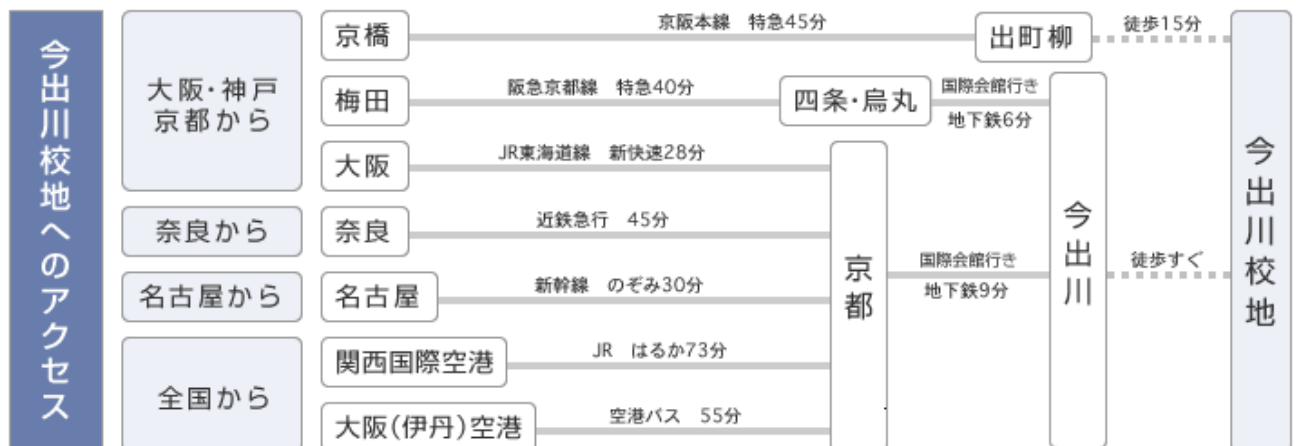 今出川校地へのアクセス
大阪・神戸
京都から
京橋
京阪本線 特急45分
出町柳
徒歩15分
梅田
阪急京都線 特急40分
四条・烏丸
国際会館行き
地下鉄6分
大阪
JR東海道線 新快速28分
奈良から
奈良
近鉄急行 45分
名古屋から
名古屋
新幹線 のぞみ30分
京都
国際会館行き
地下鉄9分
今出川
徒歩すぐ
今出川校地
全国から
関西国際空港
JR はるか73分
大阪(伊丹)空港
空港バス 55分